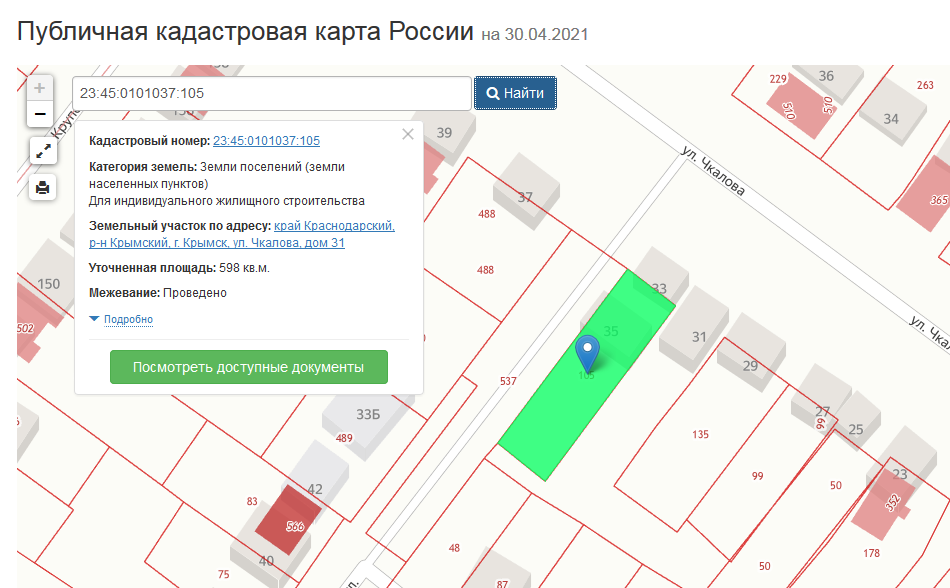 Публичная кадастровая карта России на 30.04.2021
+
23:45:0101037:105
Найти
−
Крупс
Кадастровый номер: 23:45:0101037:105
Категория земель: Земли поселений (земли
населенных пунктов)
Для индивидуального жилищного строительства
Земельный участок по адресу: край Краснодарский,
р-н Крымский, г. Крымск, ул. Чкалова, дом 31
Уточненная площадь: 598 кв.м.
Межевание: Проведено
Подробно
Посмотреть доступные документы
229
36
263
510
510
34
39
ул. Чкалова
37
365
488
488
150
33
502
35
31
ул. Чка
29
105
537
27
99
25
33Б
489
135
23
42
99
50
352
83
566
48
178
40
75
87
50
ул.